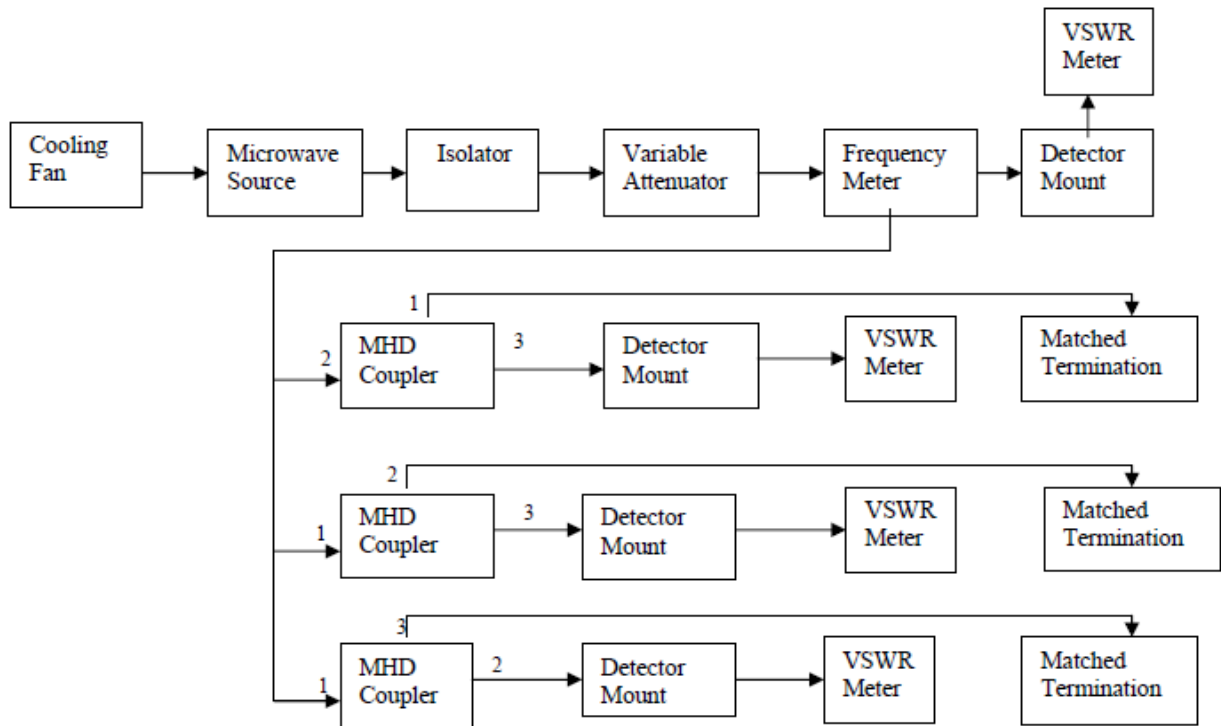 VSWR
Meter
Cooling
Fan
Microwave
Source
Isolator
Variable
Attenuator
Frequency
Meter
Detector
Mount
1
2
MHD
Coupler
3
Detector
Mount
VSWR
Meter
Matched
Termination
2
1
MHD
Coupler
3
Detector
Mount
VSWR
Meter
Matched
Termination
3
1
MHD
Coupler
2
Detector
Mount
VSWR
Meter
Matched
Termination